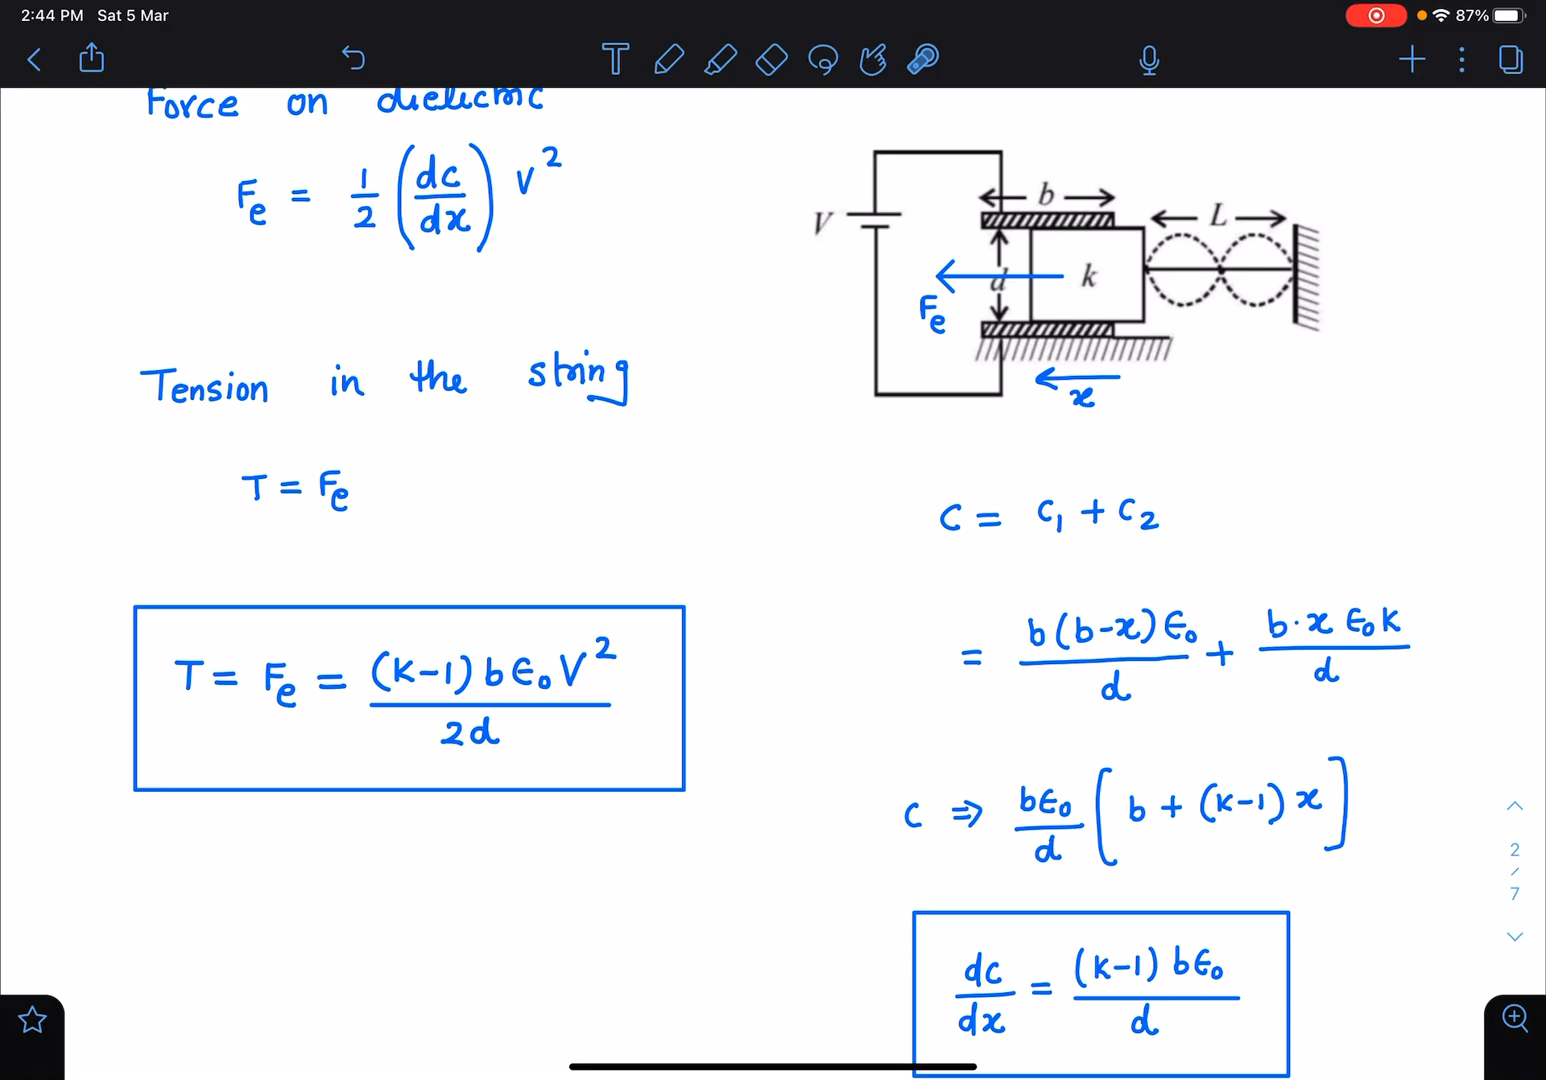 2:44 PM Sat 5 Mar
87%
Force on dielectric
Fe = 1/2 (dc/dx) V²
b
L
V
d
k
Fe
x
Tension in the string
T = Fe
C = C₁ + C₂
= b(b-x)ϵ₀/d + b·x ϵ₀K/d
T = Fe = (K-1) b ϵ₀ V²/2d
C ⇒ bϵ₀/d [b + (K-1) x]
2
/
7
dc/dx = (K-1) bϵ₀/d